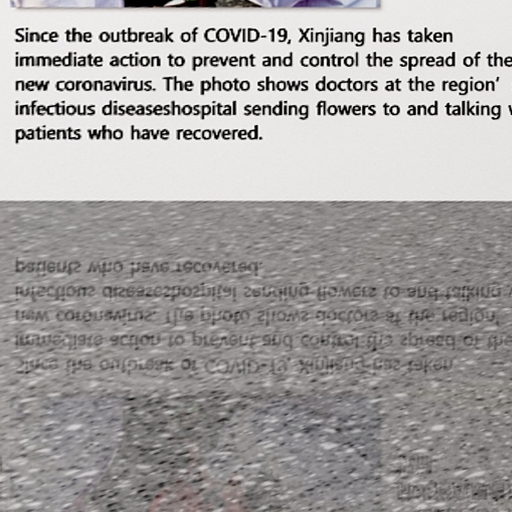 Since the outbreak of COVID-19, Xinjiang has taken
immediate action to prevent and control the spread of the
new coronavirus. The photo shows doctors at the region'
infectious diseaseshospital sending flowers to and talking
patients who have recovered.